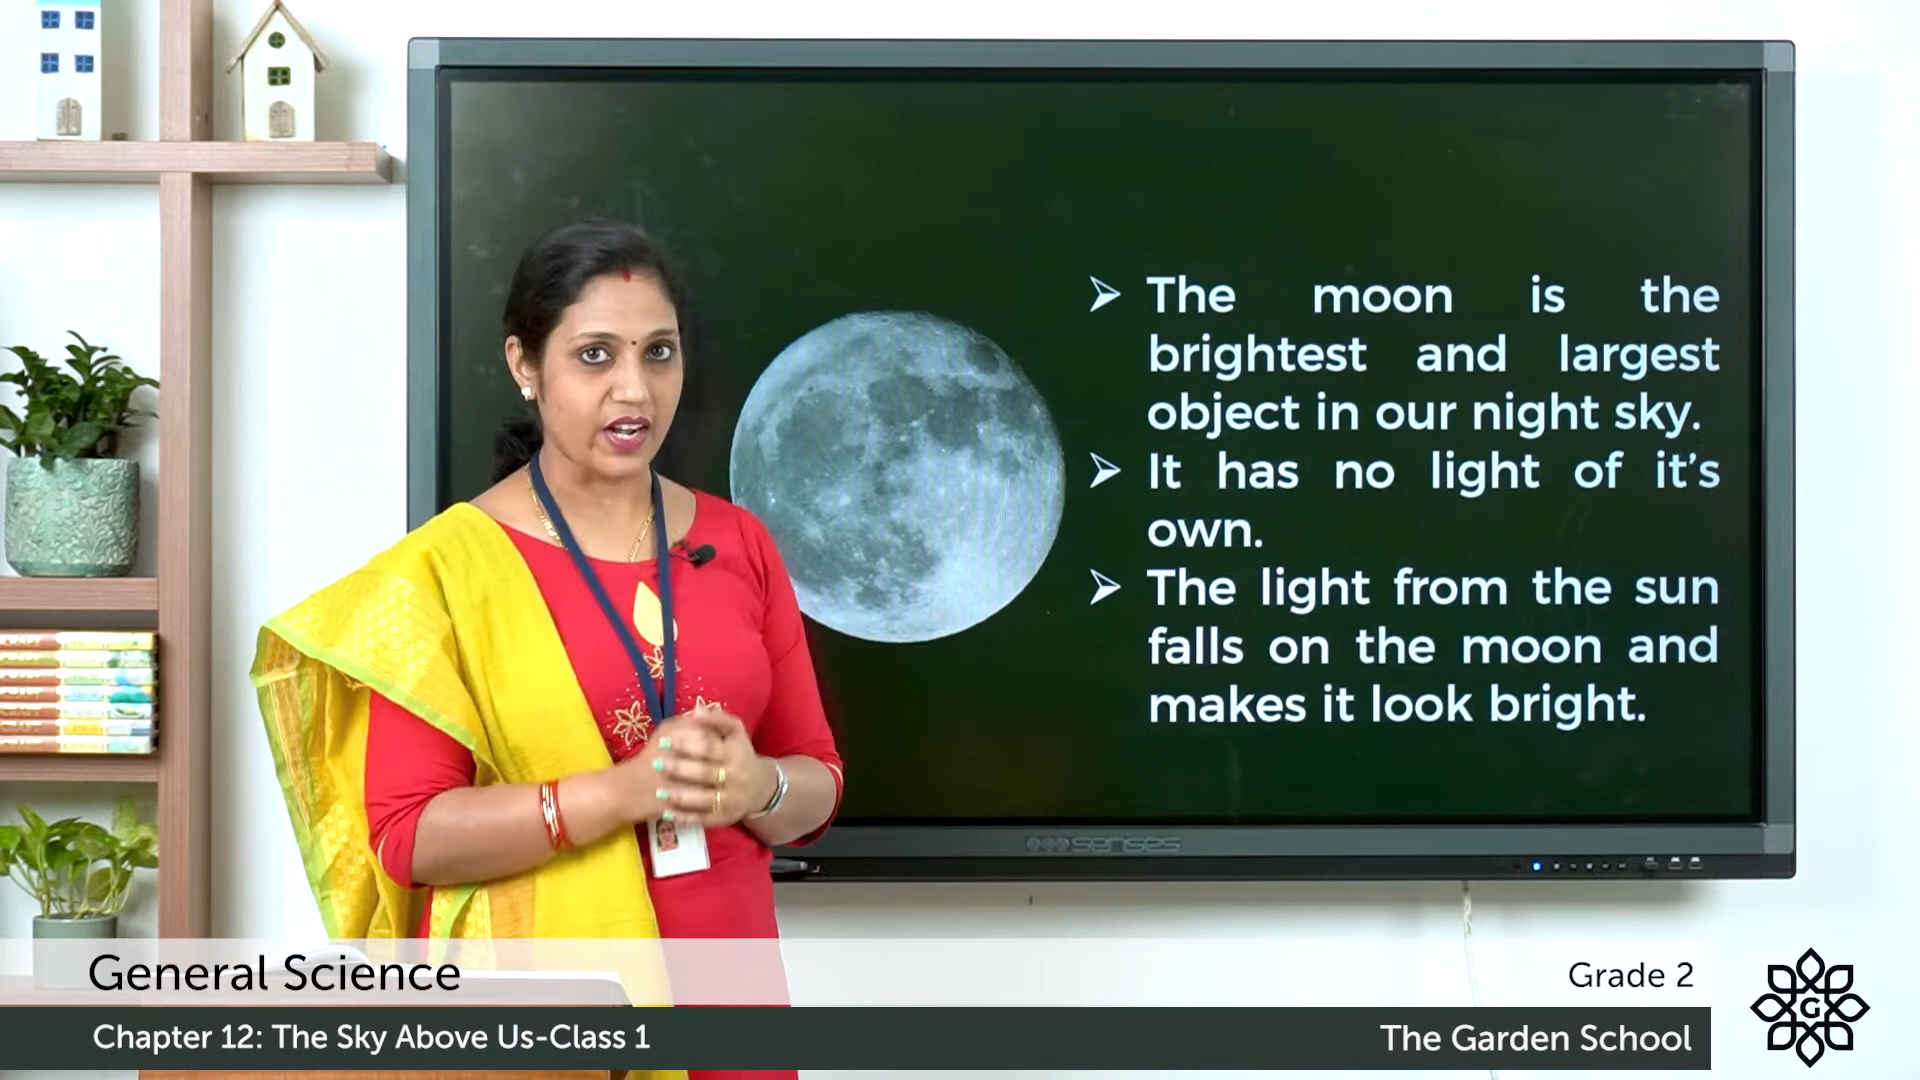 ➢ The moon is the
brightest and largest
object in our night sky.
➢ It has no light of it's
own.
➢ The light from the sun
falls on the moon and
makes it look bright.
senses
General Science
Grade 2
Chapter 12: The Sky Above Us-Class 1
The Garden School
G